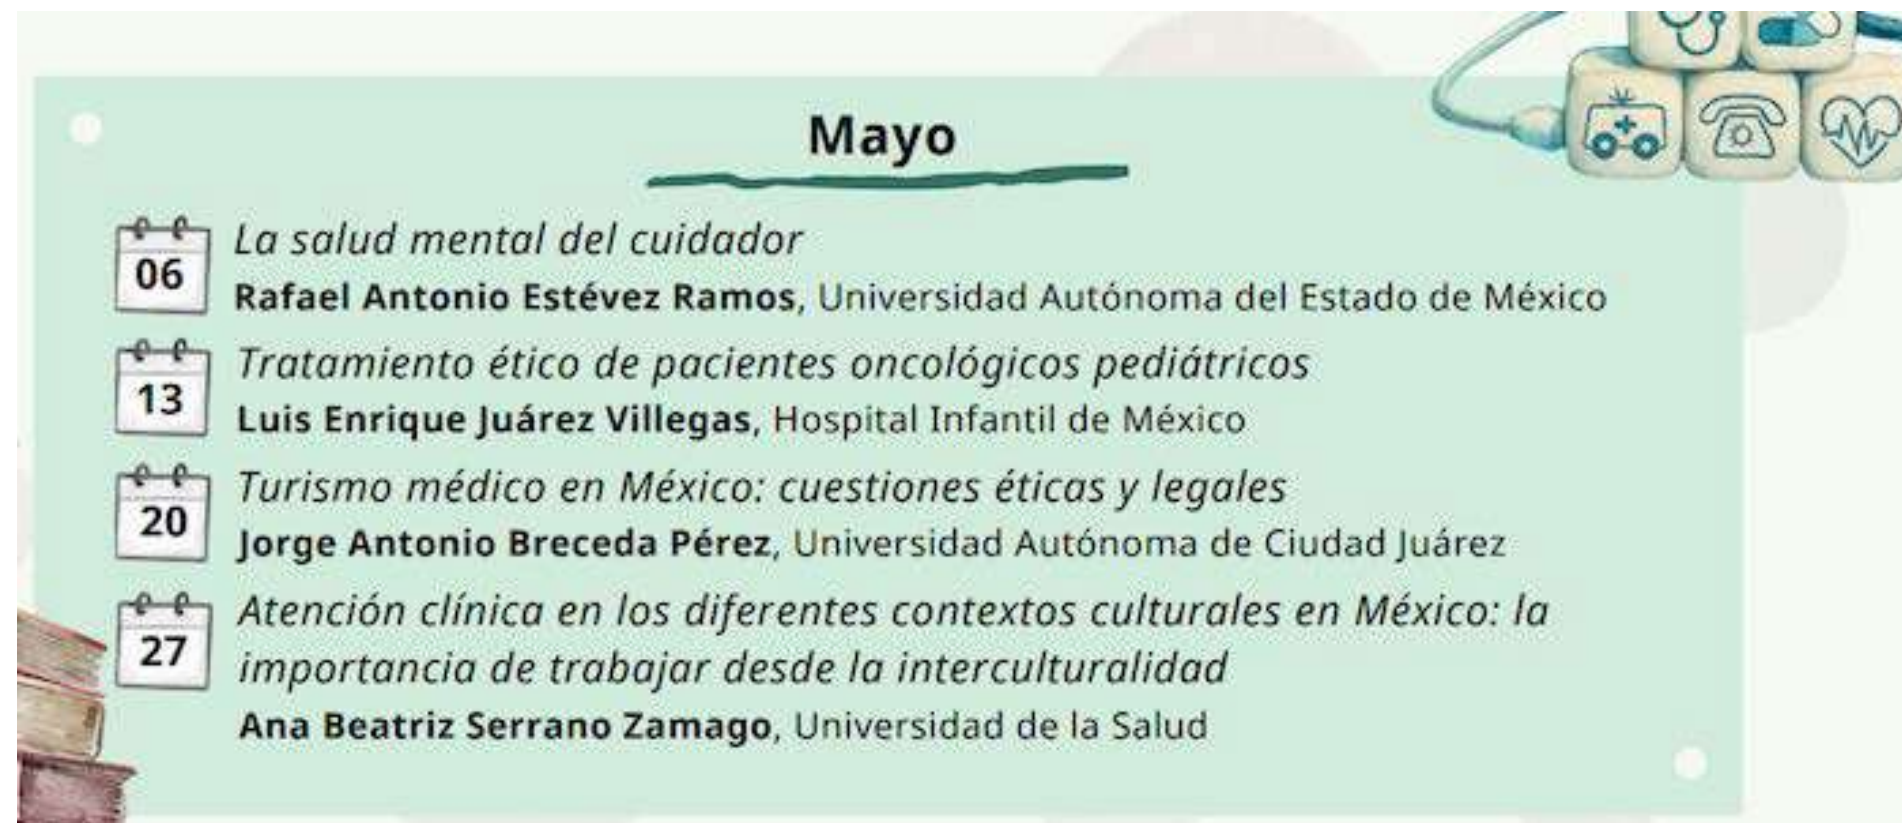 Mayo
06
La salud mental del cuidador
Rafael Antonio Estévez Ramos, Universidad Autónoma del Estado de México
13
Tratamiento ético de pacientes oncológicos pediátricos
Luis Enrique Juárez Villegas, Hospital Infantil de México
20
Turismo médico en México: cuestiones éticas y legales
Jorge Antonio Breceda Pérez, Universidad Autónoma de Ciudad Juárez
27
Atención clínica en los diferentes contextos culturales en México: la
importancia de trabajar desde la interculturalidad
Ana Beatriz Serrano Zamago, Universidad de la Salud